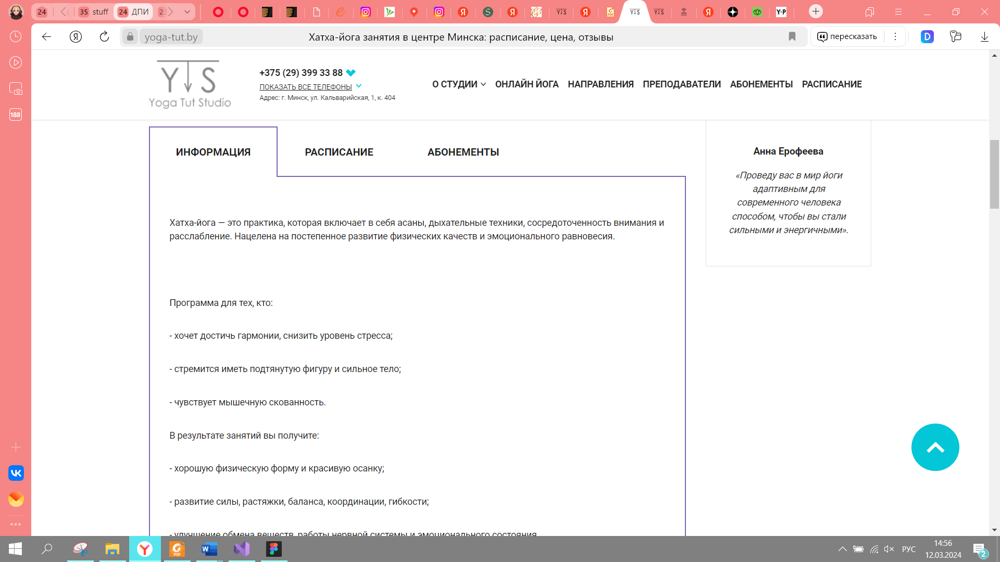 24
35 stuff
24 ДПИ
23
Y·P
yoga-tut.by
Хатха-йога занятия в центре Минска: расписание, цена, отзывы
пересказать
188
YTS
Yoga Tut Studio
+375 (29) 399 33 88
ПОКАЗАТЬ ВСЕ ТЕЛЕФОНЫ
Адрес: г. Минск, ул. Кальварийская, 1, к. 404
О СТУДИИ ОНЛАЙН ЙОГА НАПРАВЛЕНИЯ ПРЕПОДАВАТЕЛИ АБОНЕМЕНТЫ РАСПИСАНИЕ
ИНФОРМАЦИЯ РАСПИСАНИЕ АБОНЕМЕНТЫ
Хатха-йога — это практика, которая включает в себя асаны, дыхательные техники, сосредоточенность внимания и
расслабление. Нацелена на постепенное развитие физических качеств и эмоционального равновесия.
Программа для тех, кто:
- хочет достичь гармонии, снизить уровень стресса;
- стремится иметь подтянутую фигуру и сильное тело;
- чувствует мышечную скованность.
В результате занятий вы получите:
- хорошую физическую форму и красивую осанку;
- развитие силы, растяжки, баланса, координации, гибкости;
- улучшение обмена веществ, работы нервной системы и эмоционального состояния
Анна Ерофеева
«Проведу вас в мир йоги
адаптивным для
современного человека
способом, чтобы вы стали
сильными и энергичными».
РУС
14:56
12.03.2024
2